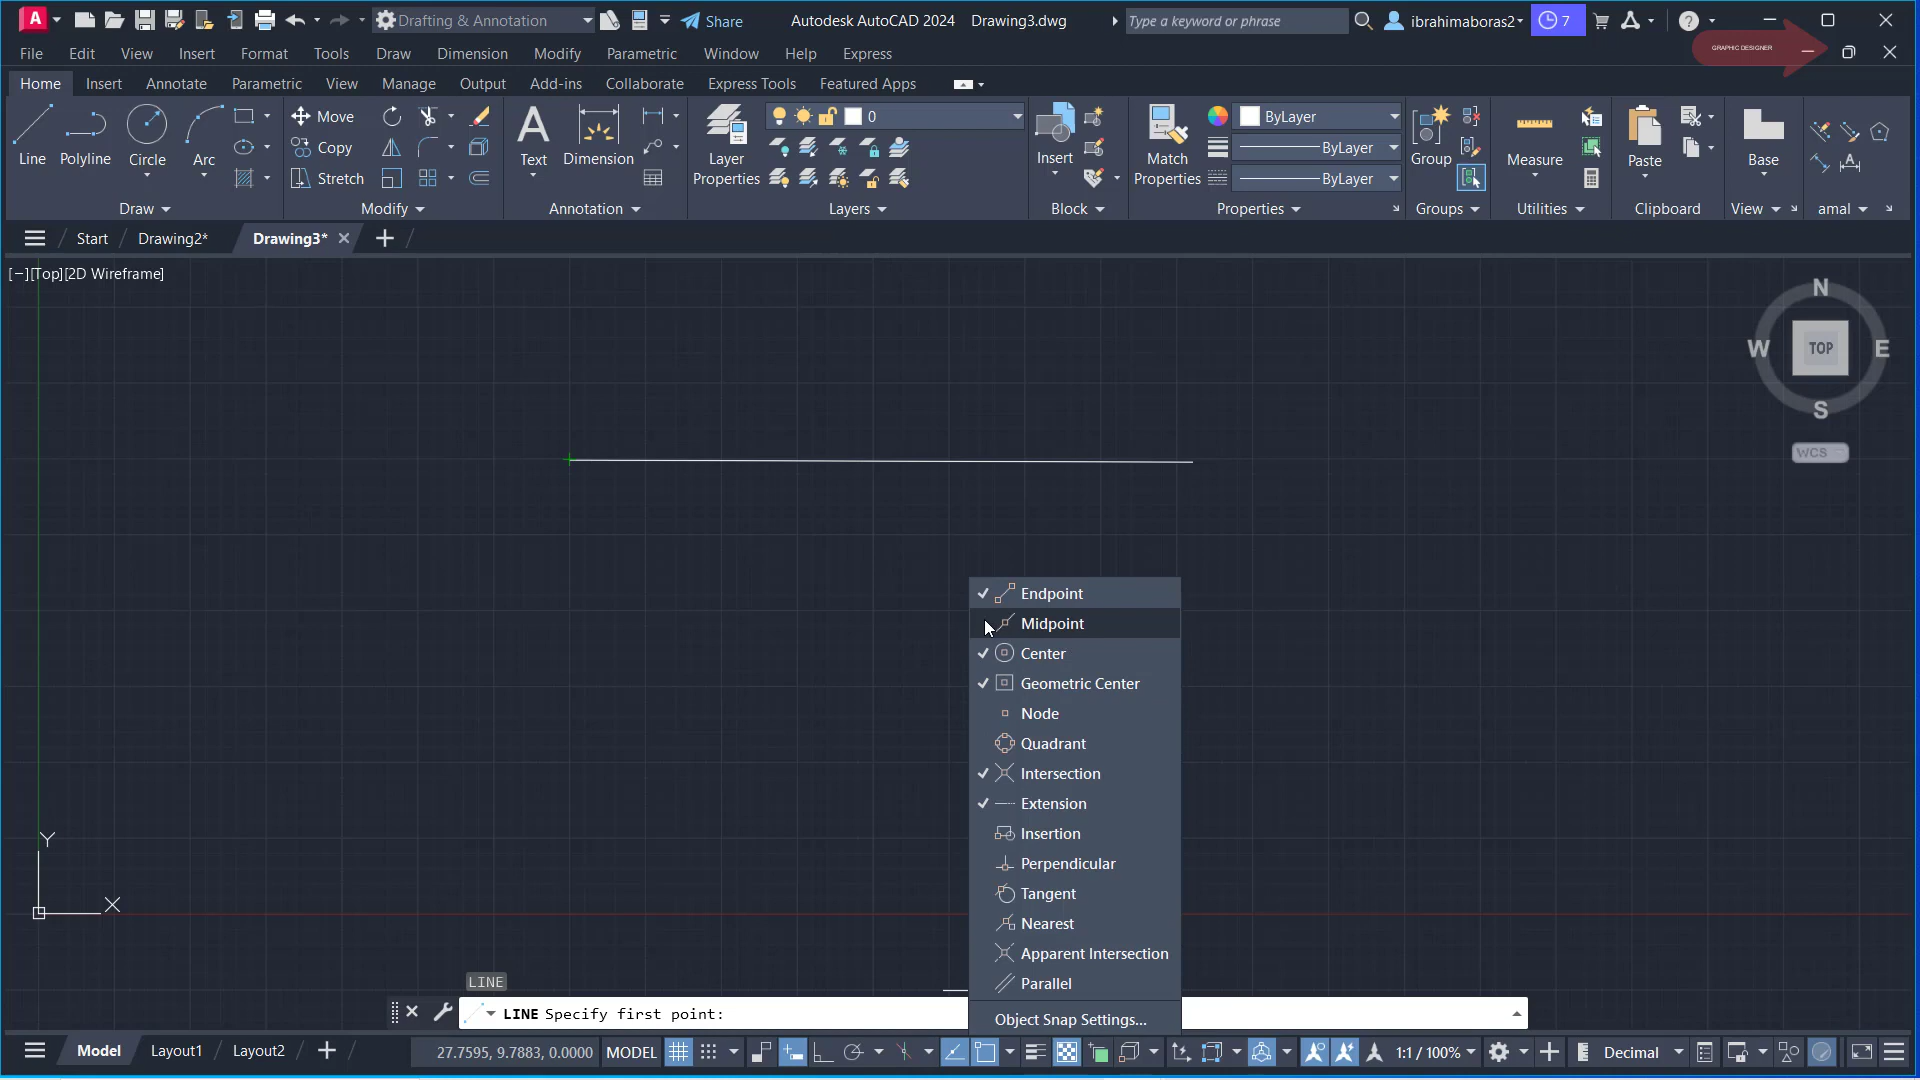 Drafting & Annotation
Share
Autodesk AutoCAD 2024 Drawing3.dwg
Type a keyword or phrase
ibrahimaboras2
7
File Edit View Insert Format Tools Draw Dimension Modify Parametric Window Help Express
GRAPHIC DESIGNER
Home Insert Annotate Parametric View Manage Output Add-ins Collaborate Express Tools Featured Apps
Line Polyline Circle Arc
Draw
Move
Copy
Stretch
Modify
Text Dimension
Annotation
Layer
Properties
0
Layers
Insert
Block
Match
Properties
ByLayer
ByLayer
ByLayer
Properties
Group
Groups
Measure
Utilities
Paste
Clipboard
Base
View
amal
Start Drawing2* Drawing3*
[−][Top][2D Wireframe]
N
W TOP E
S
WCS
Endpoint
Midpoint
Center
Geometric Center
Node
Quadrant
Intersection
Extension
Insertion
Perpendicular
Tangent
Nearest
Apparent Intersection
Parallel
Object Snap Settings...
Y
X
LINE
LINE Specify first point:
Model Layout1 Layout2
27.7595, 9.7883, 0.0000 MODEL
1:1 / 100%
Decimal